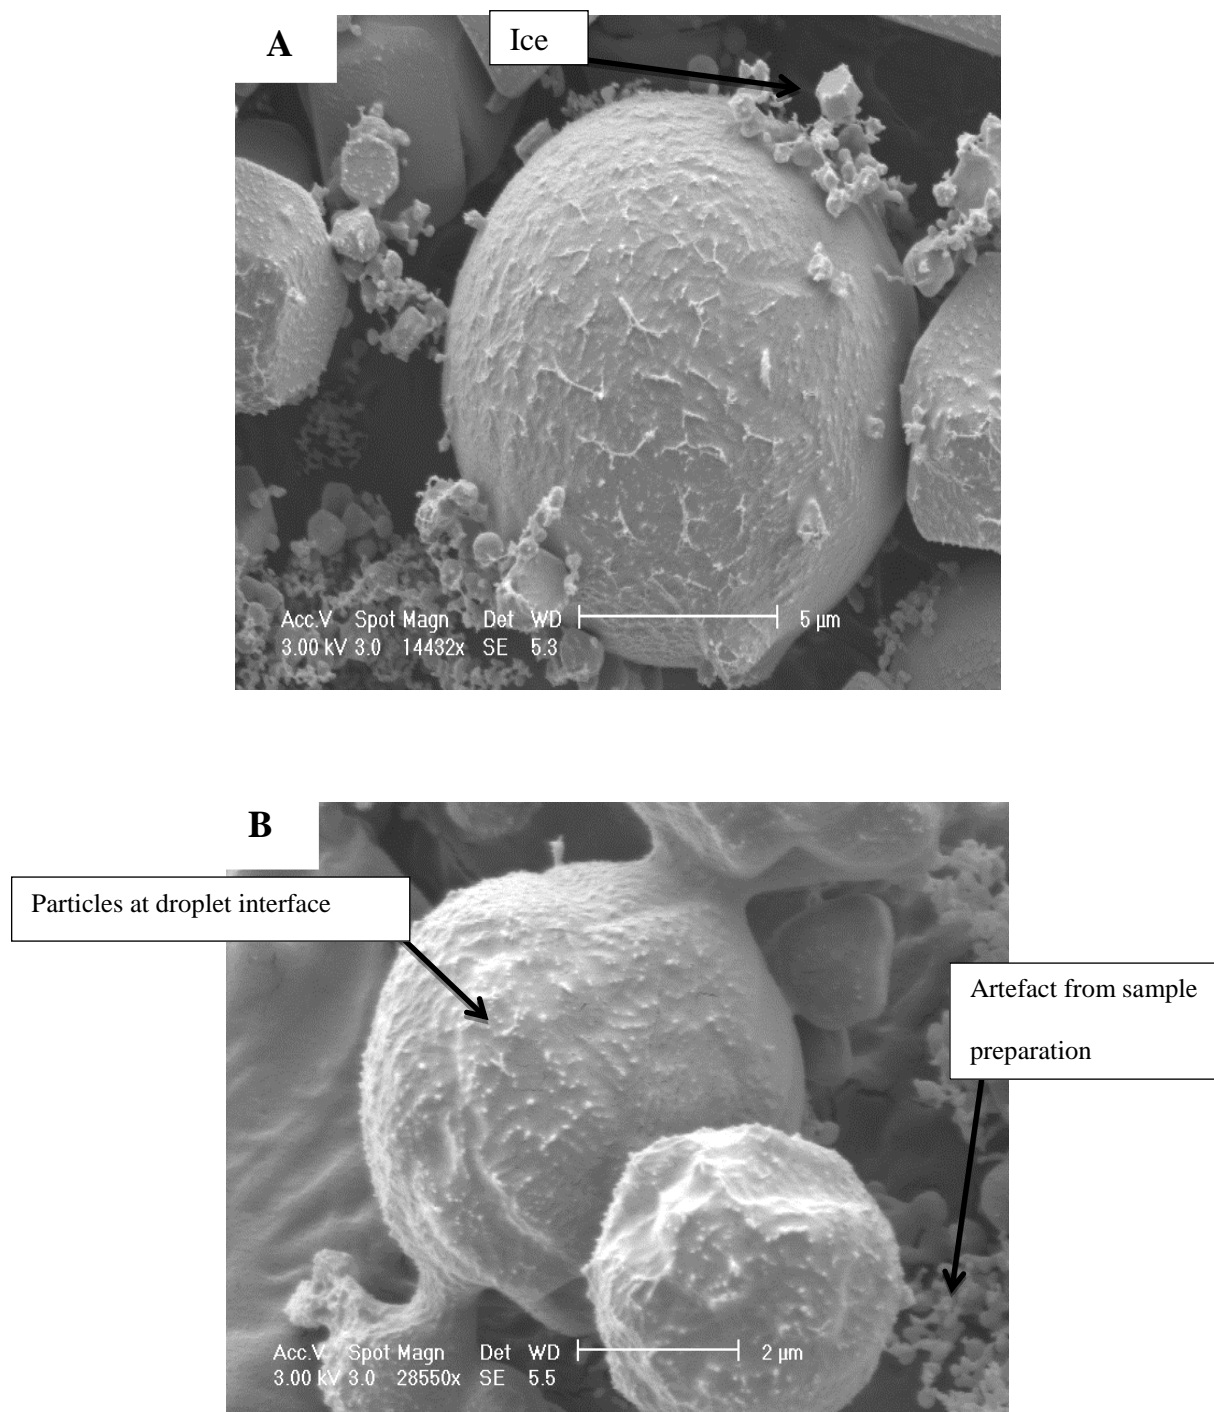 A
Ice
Acc.V Spot Magn Det WD 5 µm
3.00 kV 3.0 14432x SE 5.3
B
Particles at droplet interface
Artefact from sample
preparation
Acc.V Spot Magn Det WD 2 µm
3.00 kV 3.0 28550x SE 5.5